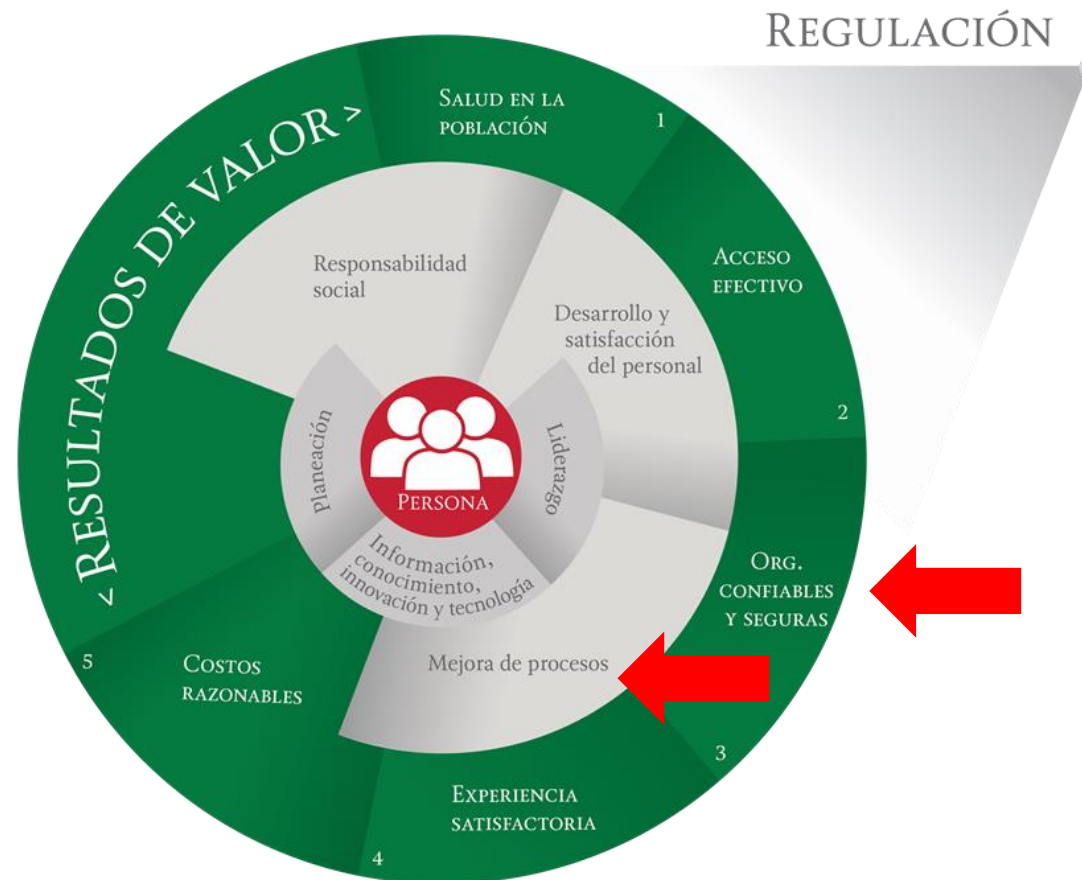 REGULACIÓN
< RESULTADOS DE VALOR >
SALUD EN LA
POBLACIÓN
1
ACCESO
EFECTIVO
2
ORG.
CONFIABLES
Y SEGURAS
3
EXPERIENCIA
SATISFACTORIA
4
COSTOS
RAZONABLES
5
Responsabilidad
social
Desarrollo y
satisfacción
del personal
Mejora de procesos
Planeación
Liderazgo
Información,
conocimiento,
innovación y tecnología
PERSONA